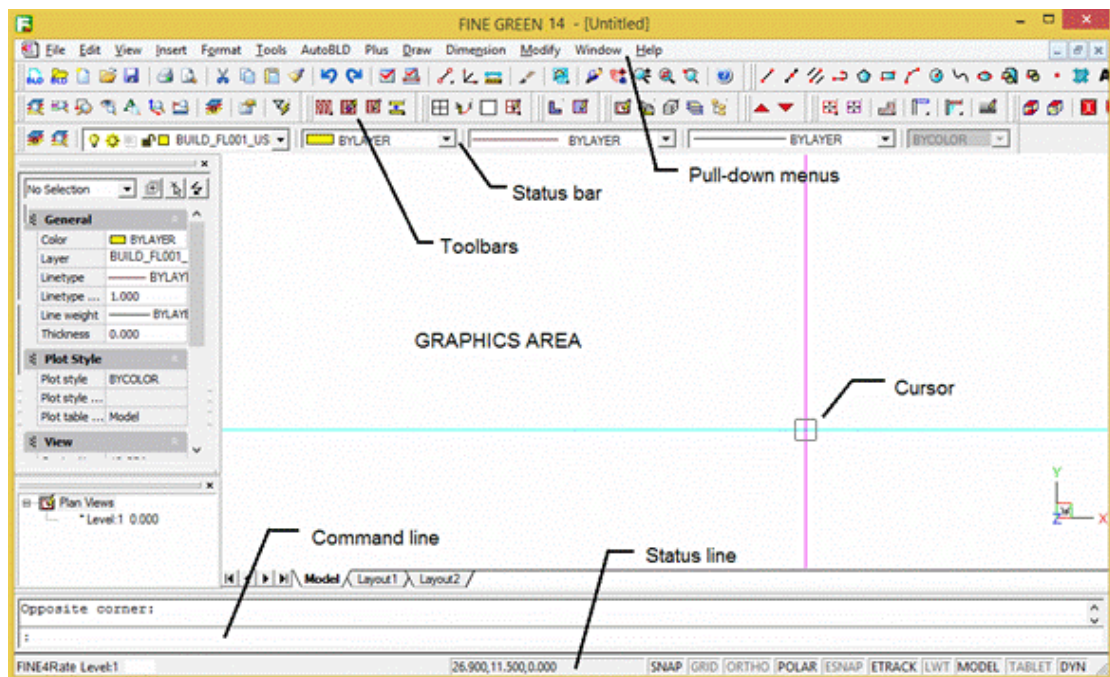 FINE GREEN 14 - [Untitled]
File Edit View Insert Format Tools AutoBLD Plus Draw Dimension Modify Window Help
BUILD_FL001_US BYLAYER BYLAYER BYLAYER BYCOLOR
Pull-down menus
Status bar
Toolbars
No Selection
General
Color BYLAYER
Layer BUILD_FL001_
Linetype BYLAYE
Linetype ... 1.000
Line weight BYLAYE
Thickness 0.000
Plot Style
Plot style BYCOLOR
Plot style ...
Plot table ... Model
View
GRAPHICS AREA
Cursor
Y
Z X
Plan Views
*Level:1 0.000
Command line
Status line
Model Layout1 Layout2
Opposite corner:
:
FINE4Rate Level:1 26.900,11.500,0.000 SNAP GRID ORTHO POLAR ESNAP ETRACK LWT MODEL TABLET DYN